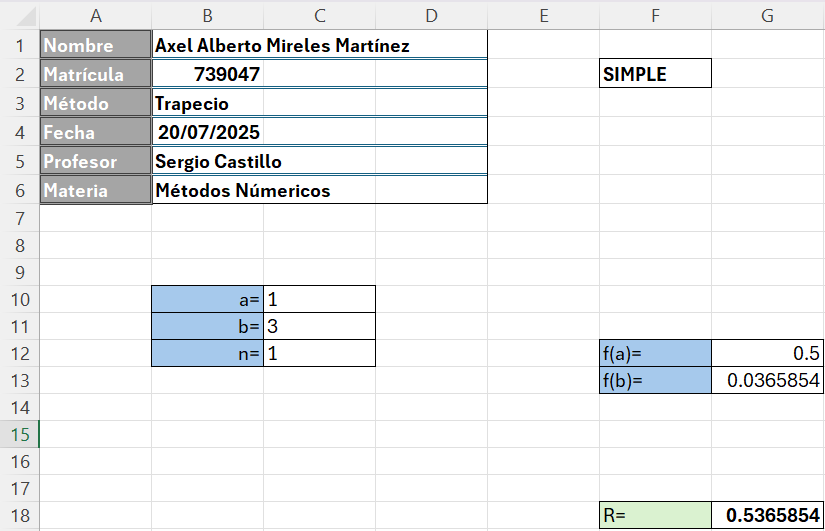 A B C D E F G
1 Nombre Axel Alberto Mireles Martínez
2 Matrícula 739047 SIMPLE
3 Método Trapecio
4 Fecha 20/07/2025
5 Profesor Sergio Castillo
6 Materia Métodos Númericos
7
8
9
10 a= 1
11 b= 3
12 n= 1 f(a)= 0.5
13 f(b)= 0.0365854
14
15
16
17
18 R= 0.5365854